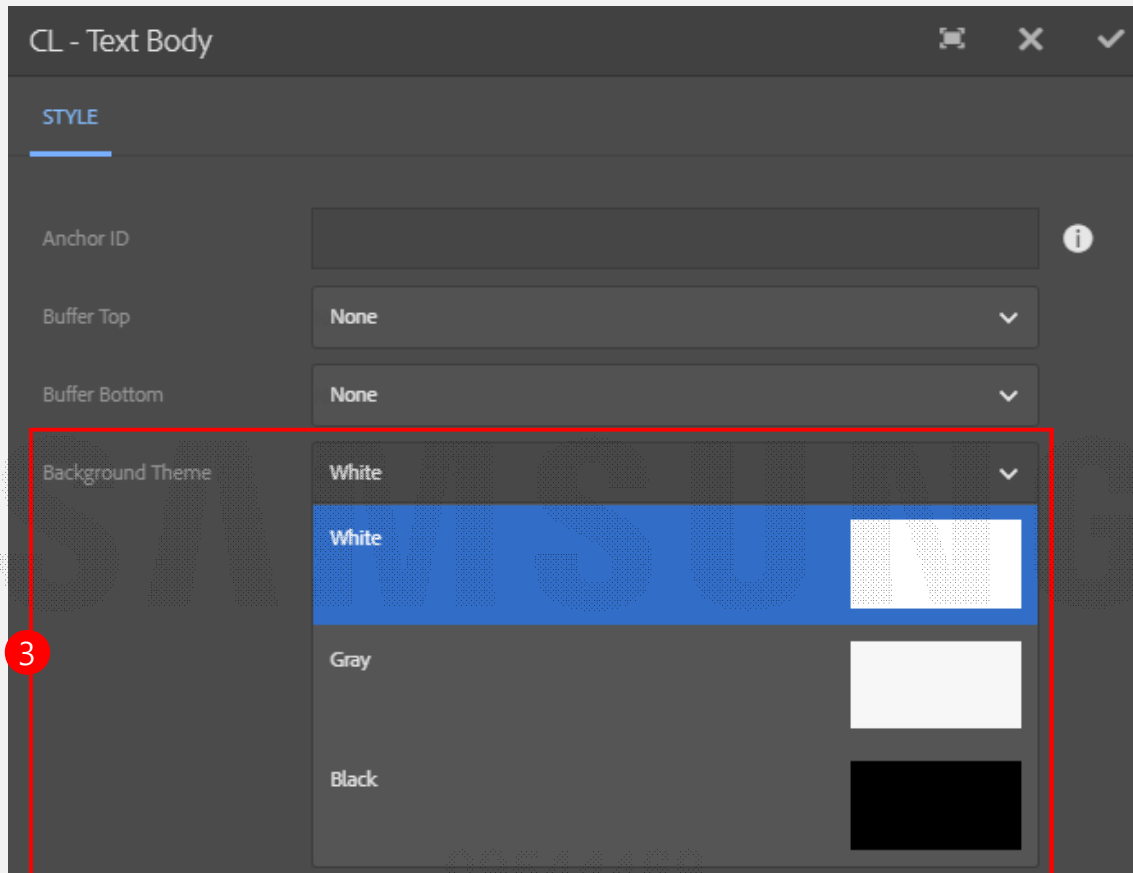 CL - Text Body
STYLE
Anchor ID
Buffer Top
None
Buffer Bottom
None
Background Theme
White
White
SAMSUNG
3
Gray
Black